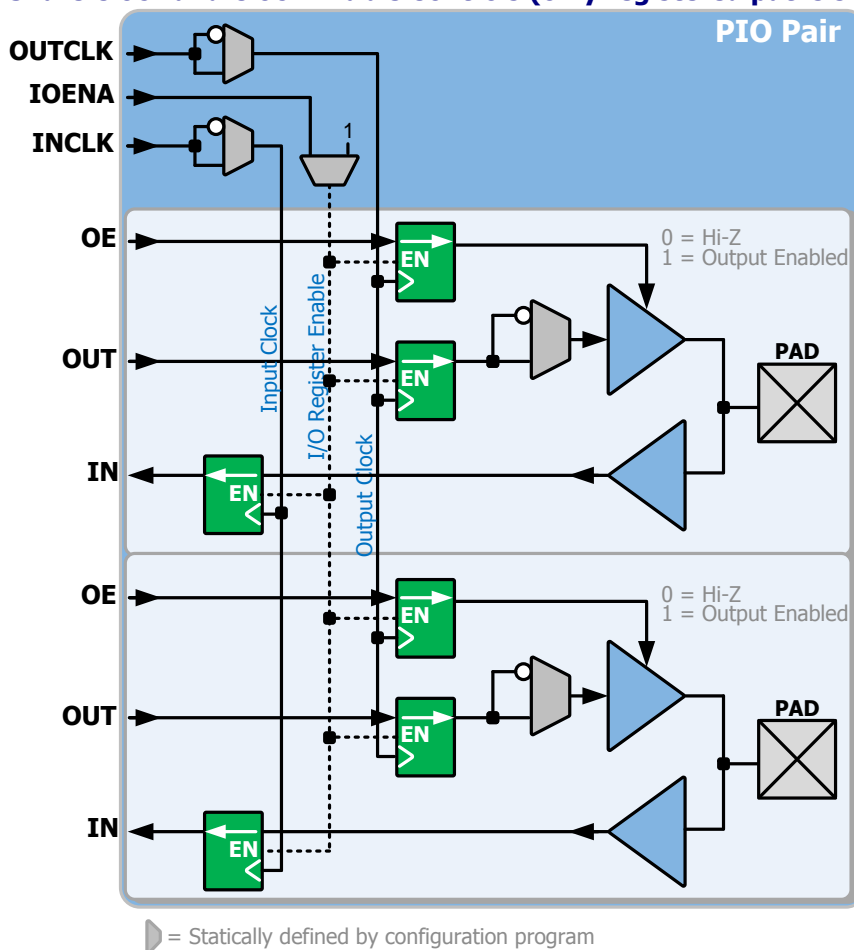 PIO Pair
OUTCLK
IOENA
INCLK
1
OE
EN
0 = Hi-Z
1 = Output Enabled
OUT
EN
PAD
Input Clock
I/O Register Enable
Output Clock
IN
EN
OE
EN
0 = Hi-Z
1 = Output Enabled
OUT
EN
PAD
IN
EN
= Statically defined by configuration program